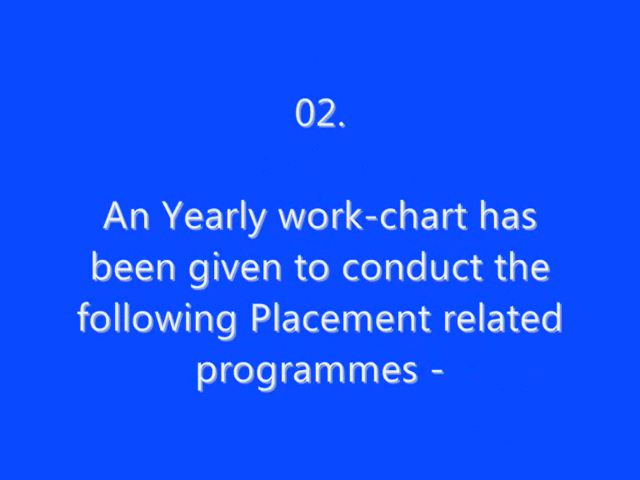 02.
An Yearly work-chart has
been given to conduct the
following Placement related
programmes -